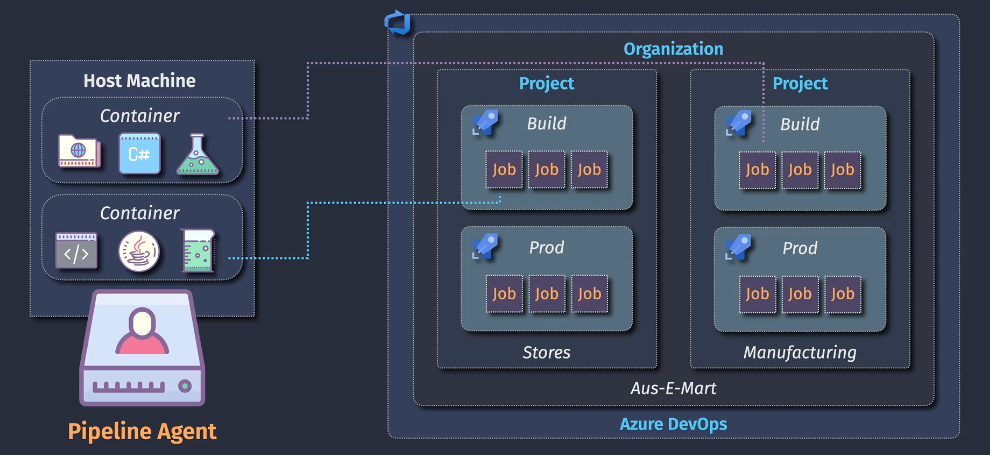 Host Machine
Container
C#
Container
</>
Pipeline Agent
Organization
Project
Build
Job Job Job
Prod
Job Job Job
Stores
Project
Build
Job Job Job
Prod
Job Job Job
Manufacturing
Aus-E-Mart
Azure DevOps